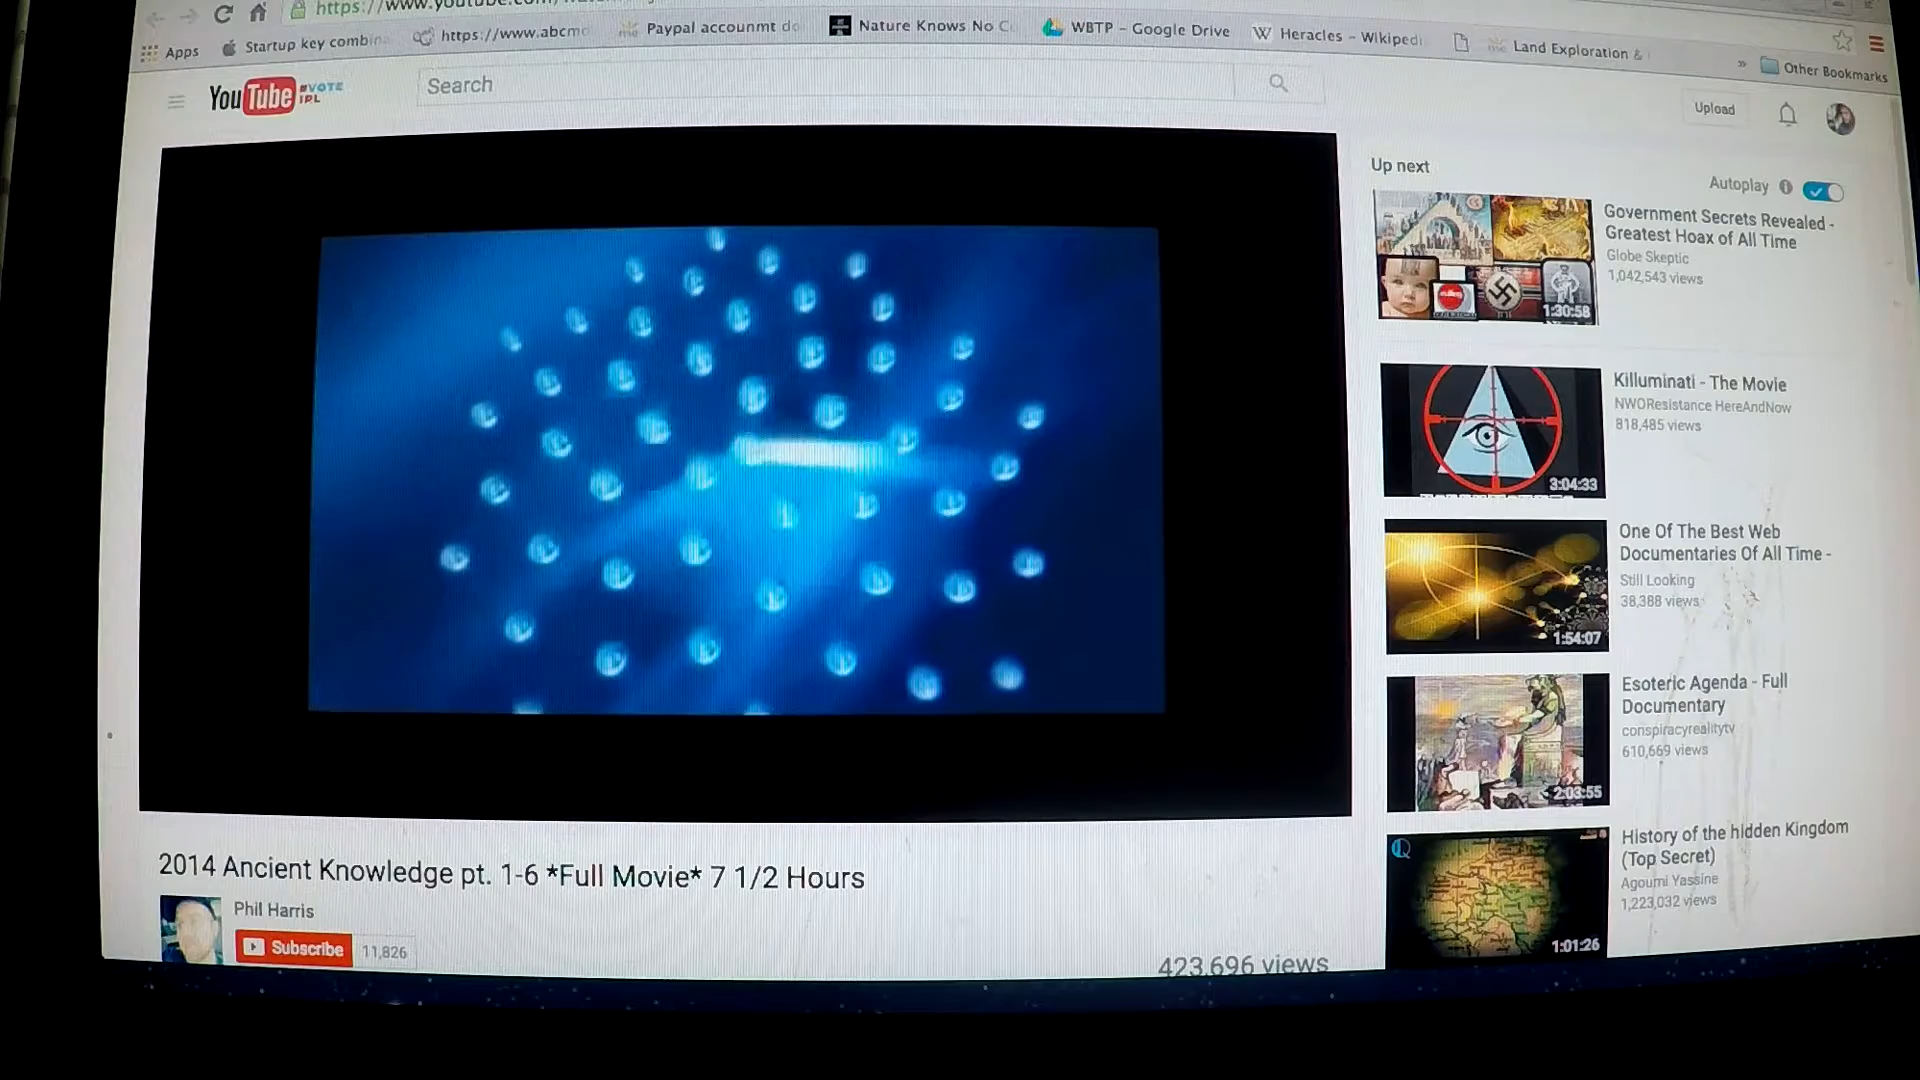 Apps
Startup key combina
https://www.abcmo
Paypal accounmt do
Nature Knows No
WBTP - Google Drive
Heracles - Wikipedi
Land Exploration &
»
Other Bookmarks
YouTube
#VOTE
IPL
Search
Upload
Up next
Autoplay
Government Secrets Revealed -
Greatest Hoax of All Time
Globe Skeptic
1,042,543 views
1:30:58
Killuminati - The Movie
NWOResistance HereAndNow
818,485 views
3:04:33
One Of The Best Web
Documentaries Of All Time -
Still Looking
38,388 views
1:54:07
Esoteric Agenda - Full
Documentary
conspiracyrealitytv
610,669 views
2:03:55
History of the hidden Kingdom
(Top Secret)
Agoumi Yassine
1,223,032 views
1:01:26
2014 Ancient Knowledge pt. 1-6 *Full Movie* 7 1/2 Hours
Phil Harris
Subscribe
11,826
423,696 views